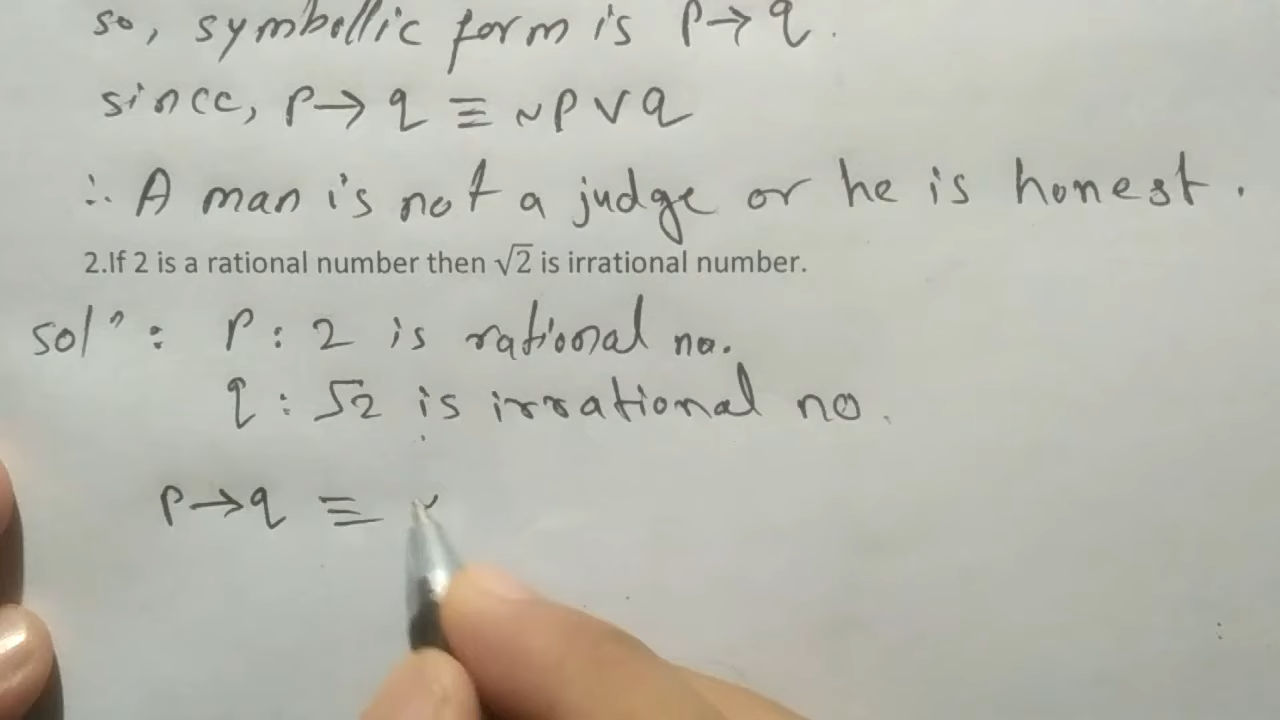 so, symbollic form is p→q.
since, p→q ≡ ~p∨q
∴ A man is not a judge or he is honest.
2.If 2 is a rational number then √2 is irrational number.
solⁿ: p: 2 is rational no.
q: √2 is irrational no.
p→q ≡ ~